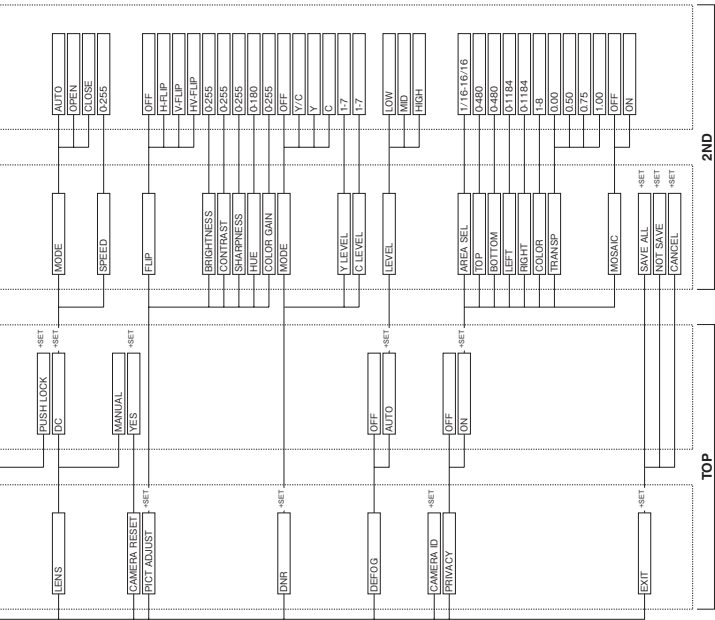 LENS
CAMERA RESET
PICT ADJUST
+SET
DNR
+SET
DEFOG
CAMERA ID
+SET
PRIVACY
EXIT
+SET
TOP
PUSH LOCK
+SET
DC
+SET
MANUAL
YES
+SET
OFF
AUTO
+SET
OFF
ON
+SET
MODE
SPEED
FLIP
BRIGHTNESS
CONTRAST
SHARPNESS
HUE
COLOR GAIN
MODE
Y LEVEL
C LEVEL
LEVEL
AREA SEL
TOP
BOTTOM
LEFT
RIGHT
COLOR
TRANSP
MOSAIC
SAVE ALL
+SET
NOT SAVE
+SET
CANCEL
+SET
2ND
AUTO
OPEN
CLOSE
0-255
OFF
H-FLIP
V-FLIP
HV-FLIP
0-255
0-255
0-255
0-180
0-255
OFF
Y/C
Y
C
1-7
1-7
LOW
MID
HIGH
1/16-16/16
0-480
0-480
0-1184
0-1184
1-8
0.00
0.50
0.75
1.00
OFF
ON